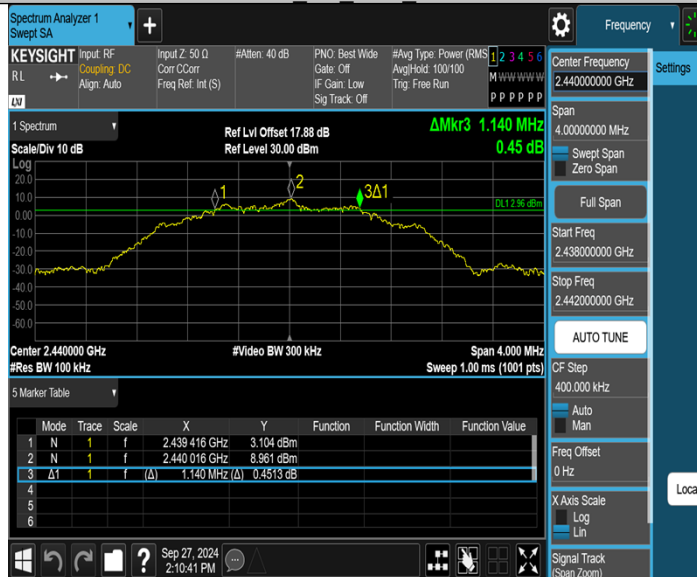 Spectrum Analyzer 1
Swept SA
+
Frequency
KEYSIGHT
RL
LXI
Input: RF
Coupling: DC
Align: Auto
Input Z: 50 Ω
Corr CCorr
Freq Ref: Int (S)
#Atten: 40 dB
PNO: Best Wide
Gate: Off
IF Gain: Low
Sig Track: Off
#Avg Type: Power (RMS
Avg|Hold: 100/100
Trig: Free Run
1 2 3 4 5 6
M W W W W W
P P P P P P
1 Spectrum
Scale/Div 10 dB
Ref Lvl Offset 17.88 dB
Ref Level 30.00 dBm
ΔMkr3 1.140 MHz
0.45 dB
Log
20.0
10.0
0.00
-10.0
-20.0
-30.0
-40.0
-50.0
-60.0
1
2
3Δ1
DL1 2.96 dBm
Center 2.440000 GHz
#Video BW 300 kHz
Span 4.000 MHz
#Res BW 100 kHz
Sweep 1.00 ms (1001 pts)
5 Marker Table
Mode Trace Scale X Y Function Function Width Function Value
1 N 1 f 2.439 416 GHz 3.104 dBm
2 N 1 f 2.440 016 GHz 8.961 dBm
3 Δ1 1 f (Δ) 1.140 MHz (Δ) 0.4513 dB
4
5
6
?
Sep 27, 2024
2:10:41 PM
Center Frequency
2.440000000 GHz
Settings
Span
4.00000000 MHz
Swept Span
Zero Span
Full Span
Start Freq
2.438000000 GHz
Stop Freq
2.442000000 GHz
AUTO TUNE
CF Step
400.000 kHz
Auto
Man
Freq Offset
0 Hz
X Axis Scale
Log
Lin
Loca
Signal Track
(Span Zoom)